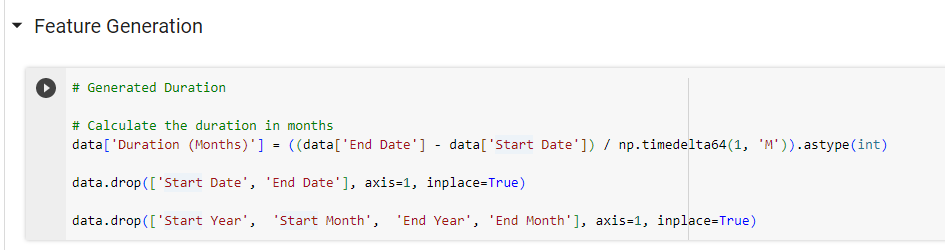 Feature Generation
# Generated Duration
# Calculate the duration in months
data['Duration (Months)'] = ((data['End Date'] - data['Start Date']) / np.timedelta64(1, 'M')).astype(int)
data.drop(['Start Date', 'End Date'], axis=1, inplace=True)
data.drop(['Start Year',  'Start Month',  'End Year', 'End Month'], axis=1, inplace=True)